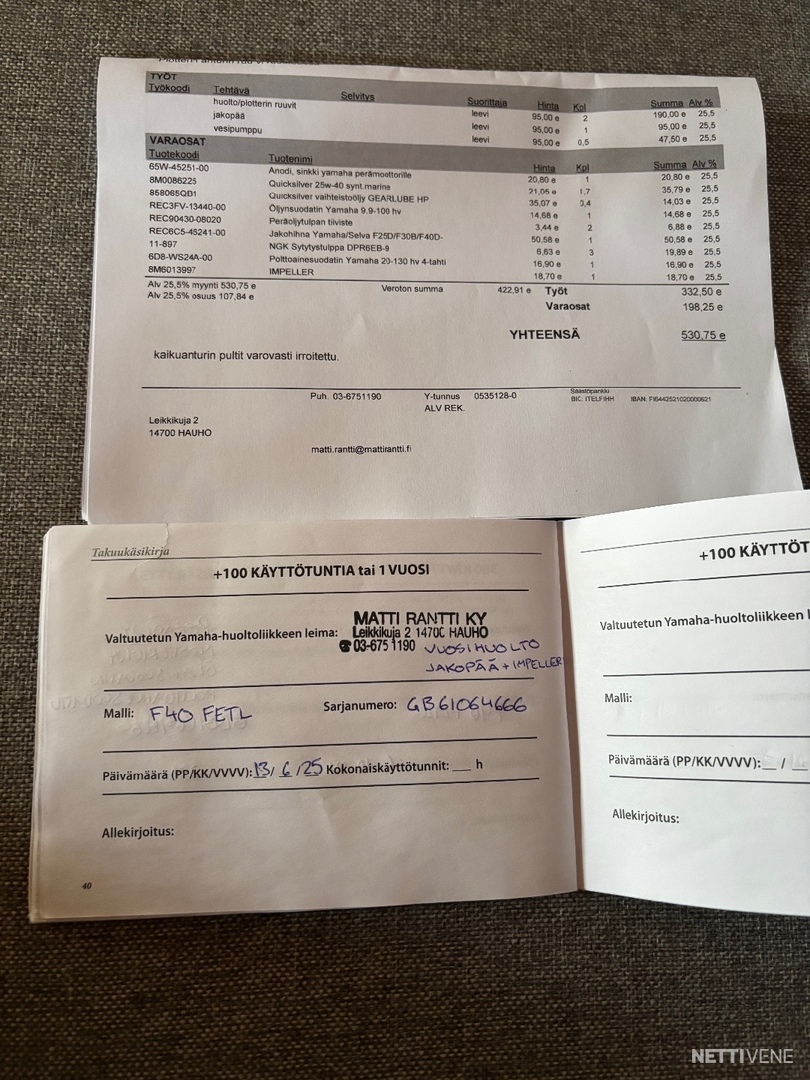 TYÖT
Työkoodi Tehtävä Selvitys Suorittaja Hinta Kpl Summa Alv %
huolto/plotterin ruuvit leevi 95,00 e 2 190,00 e 25,5
jakopää leevi 95,00 e 1 95,00 e 25,5
vesipumppu leevi 95,00 e 0,5 47,50 e 25,5
VARAOSAT
Tuotekoodi Tuotenimi Hinta Kpl Summa Alv %
65W-45251-00 Anodi, sinkki yamaha perämoottorille 20,80 e 1 20,80 e 25,5
8M0086225 Quicksilver 25w-40 synt.marine 21,05 e 1,7 35,79 e 25,5
858065QD1 Quicksilver vaihteistoöljy GEARLUBE HP 35,07 e 0,4 14,03 e 25,5
REC3FV-13440-00 Öljynsuodatin Yamaha 9.9-100 hv 14,68 e 1 14,68 e 25,5
REC90430-08020 Peräöljytulpan tiiviste 3,44 e 2 6,88 e 25,5
REC6C5-45241-00 Jakohihna Yamaha/Selva F25D/F30B/F40D- 50,58 e 1 50,58 e 25,5
11-897 NGK Sytytystulppa DPR6EB-9 6,63 e 3 19,89 e 25,5
6D8-WS24A-00 Polttoainesuodatin Yamaha 20-130 hv 4-tahti 16,90 e 1 16,90 e 25,5
8M6013997 IMPELLER 18,70 e 1 18,70 e 25,5
Alv 25,5% myynti 530,75 e Veroton summa 422,91 e Työt 332,50 e
Alv 25,5% osuus 107,84 e Varaosat 198,25 e
YHTEENSÄ 530,75 e
kaikuanturin pultit varovasti irroitettu.
Puh. 03-6751190 Y-tunnus 0535128-0 Säästöpankki
ALV REK. BIC: ITELFIHH IBAN: FI6442521020000621
Leikkikuja 2
14700 HAUHO
matti.rantti@mattirantti.fi
Takuukäsikirja
+100 KÄYTTÖTUNTIA tai 1 VUOSI
Valtuutetun Yamaha-huoltoliikkeen leima: MATTI RANTTI KY
Leikkikuja 2 14700 HAUHO
☎03-675 1190 VUOSIHUOLTO
JAKOPÄÄ + IMPELLER
Malli: F40 FETL Sarjanumero: GB61064666
Päivämäärä (PP/KK/VVVV): 13/ 6 /25 Kokonaiskäyttötunnit: ___ h
Allekirjoitus:
40
+100 KÄYTTÖT
Valtuutetun Yamaha-huoltoliikkeen l
Malli:
Päivämäärä (PP/KK/VVVV):__ / __
Allekirjoitus:
NETTIVENE